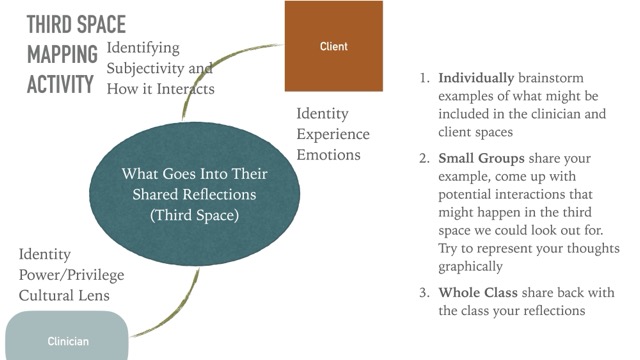 THIRD SPACE
MAPPING
ACTIVITY
Identifying
Subjectivity and
How it Interacts
Client
Identity
Experience
Emotions
What Goes Into Their
Shared Reflections
(Third Space)
Identity
Power/Privilege
Cultural Lens
Clinician
1. Individually brainstorm
examples of what might be
included in the clinician and
client spaces
2. Small Groups share your
example, come up with
potential interactions that
might happen in the third
space we could look out for.
Try to represent your thoughts
graphically
3. Whole Class share back with
the class your reflections